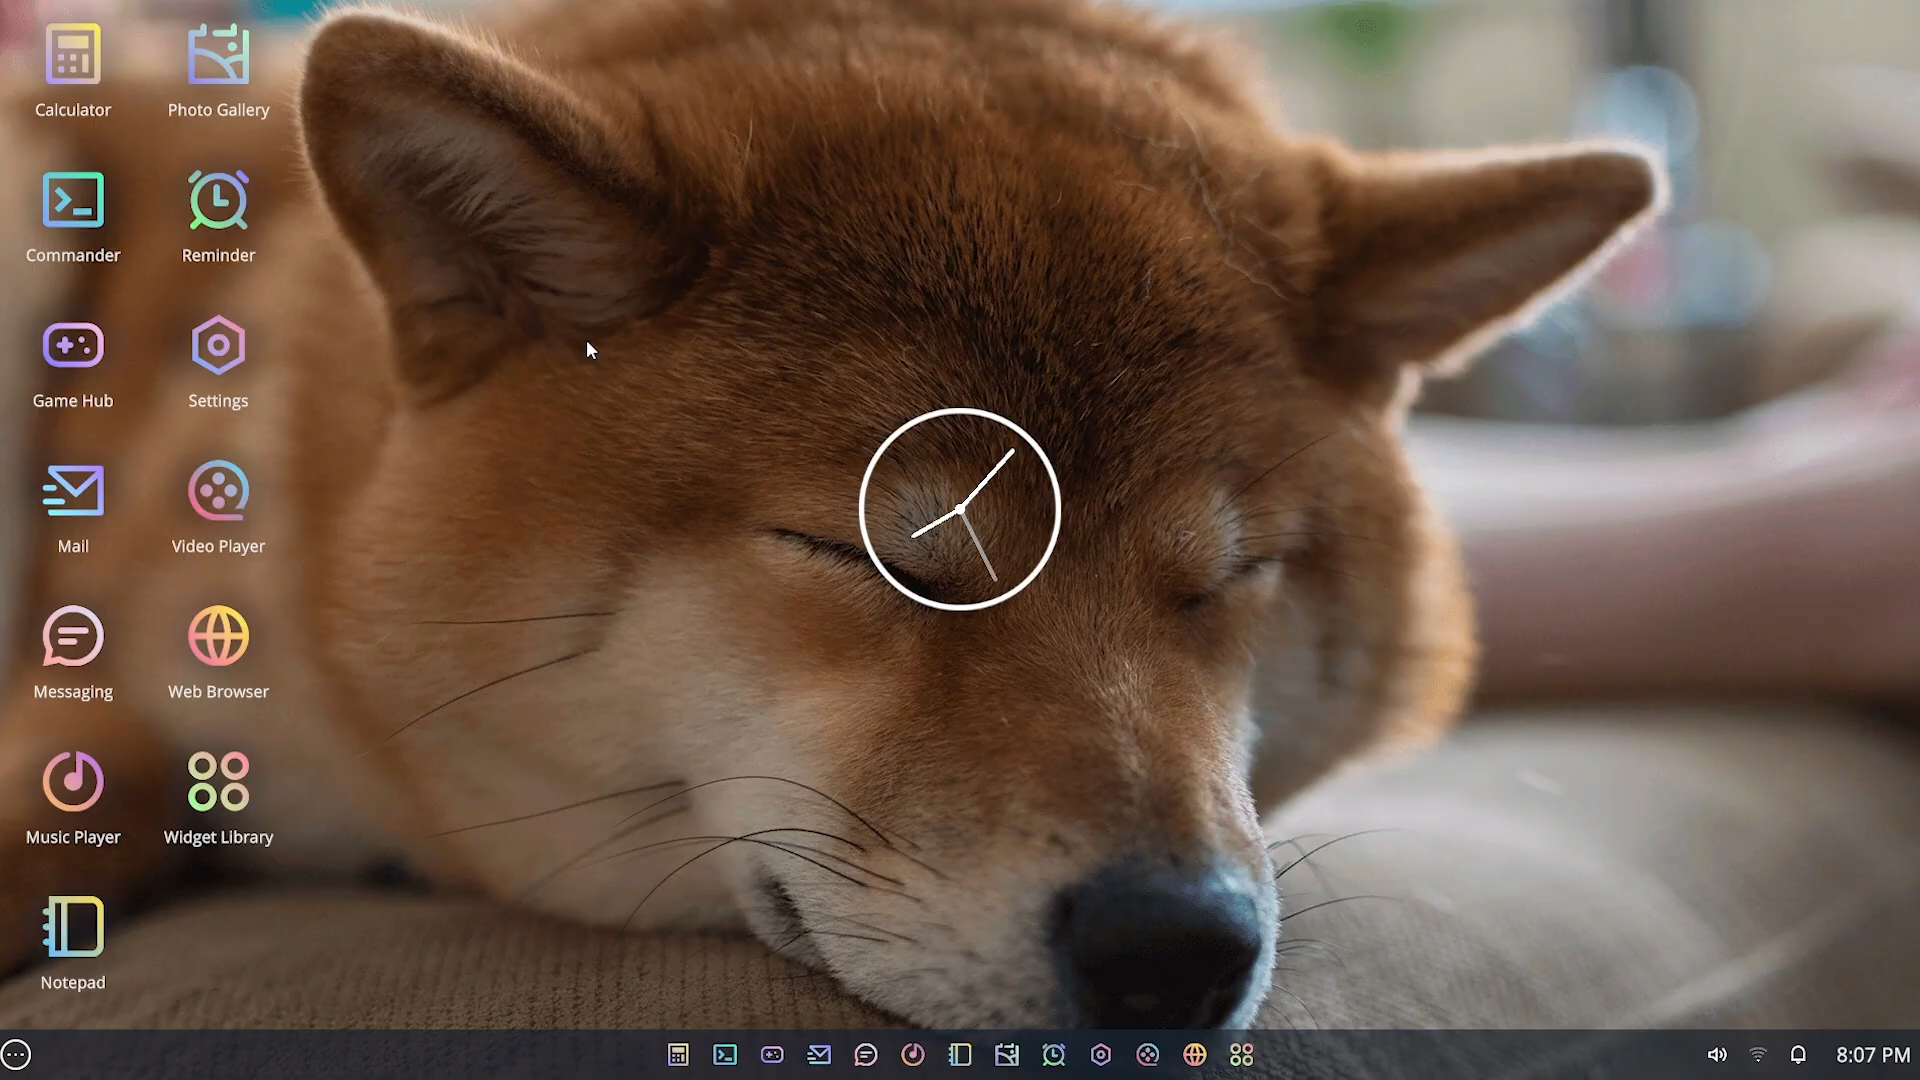 Calculator
Photo Gallery
Commander
Reminder
Game Hub
Settings
Mail
Video Player
Messaging
Web Browser
Music Player
Widget Library
Notepad
8:07 PM